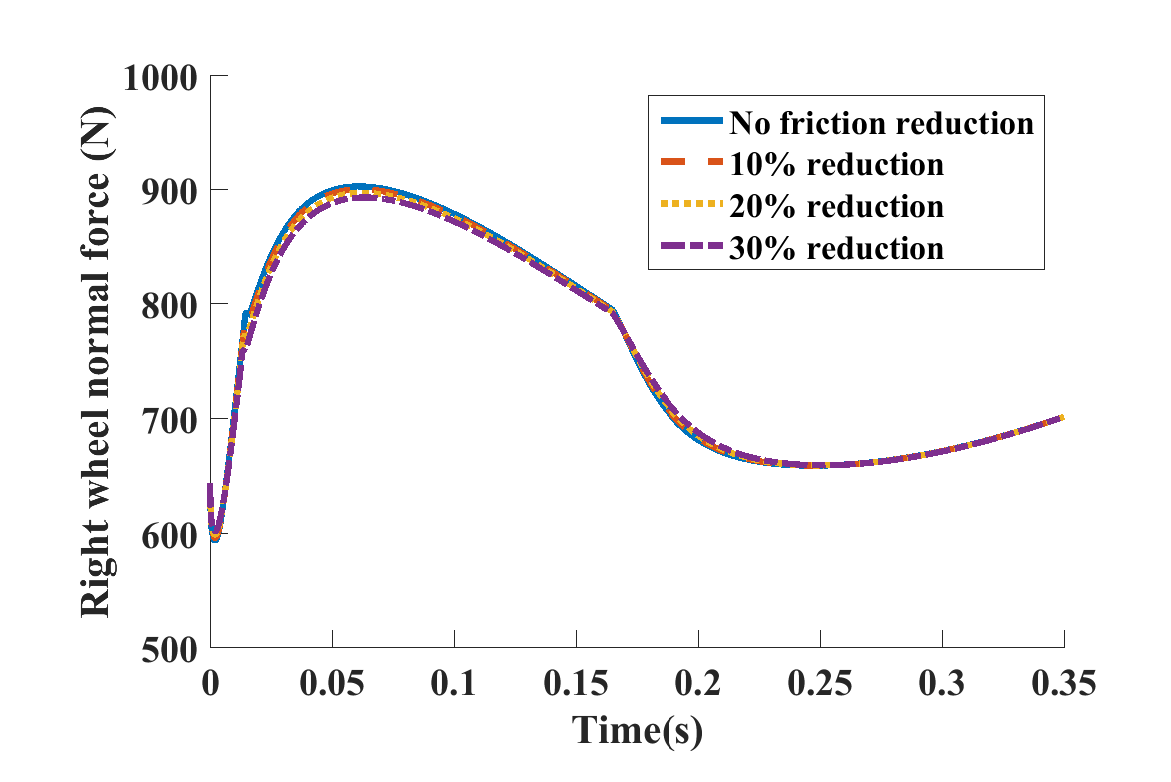 1000
900
800
700
600
500
Right wheel normal force (N)
No friction reduction
10% reduction
20% reduction
30% reduction
0 0.05 0.1 0.15 0.2 0.25 0.3 0.35
Time(s)